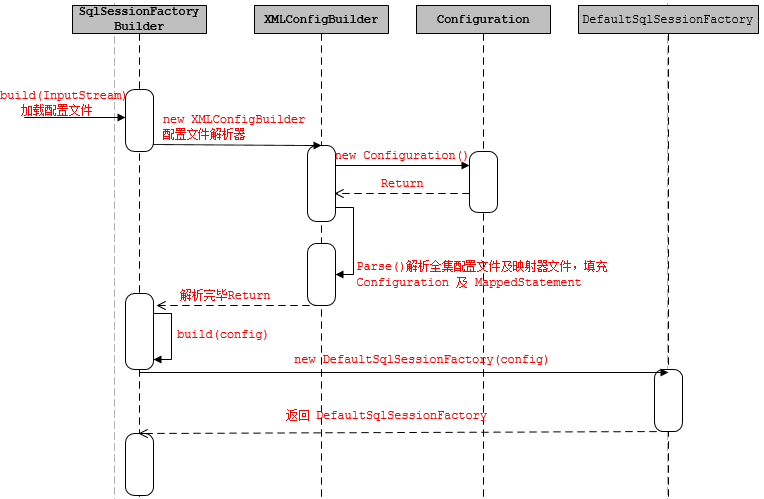 SqlSessionFactory
Builder
XMLConfigBuilder
Configuration
DefaultSqlSessionFactory
build(InputStream)
加载配置文件
new XMLConfigBuilder
配置文件解析器
new Configuration()
Return
Parse()解析全集配置文件及映射器文件，填充
Configuration 及 MappedStatement
解析完毕Return
build(config)
new DefaultSqlSessionFactory(config)
返回 DefaultSqlSessionFactory